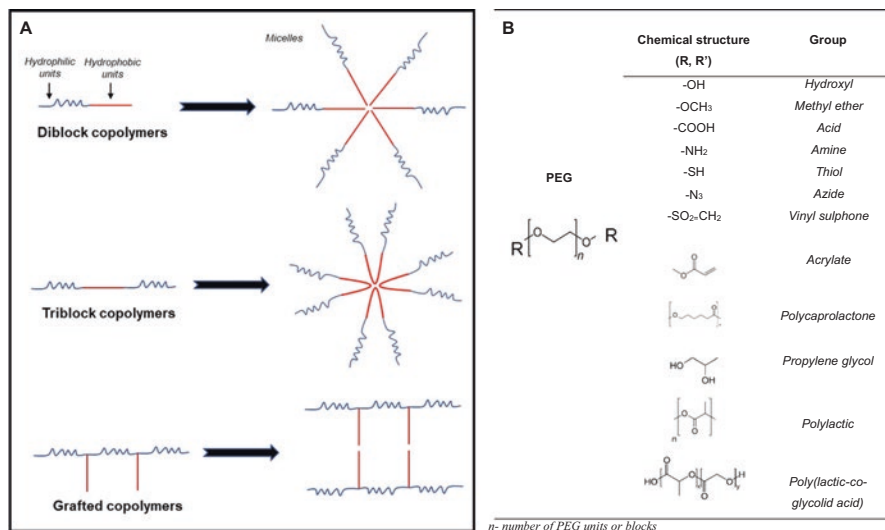 A
Micelles
Hydrophilic
units
Hydrophobic
units
Diblock copolymers
Triblock copolymers
Grafted copolymers
B
Chemical structure
(R, R')
Group
PEG
-OH Hydroxyl
-OCH₃ Methyl ether
-COOH Acid
-NH₂ Amine
-SH Thiol
-N₃ Azide
-SO₂=CH₂ Vinyl sulphone
R O O R
n
O
O
Acrylate
O
O
n
Polycaprolactone
HO
OH
Propylene glycol
O
O
n
Polylactic
HO
O
O
O
O
H
x
y
Poly(lactic-co-
glycolid acid)
n- number of PEG units or blocks